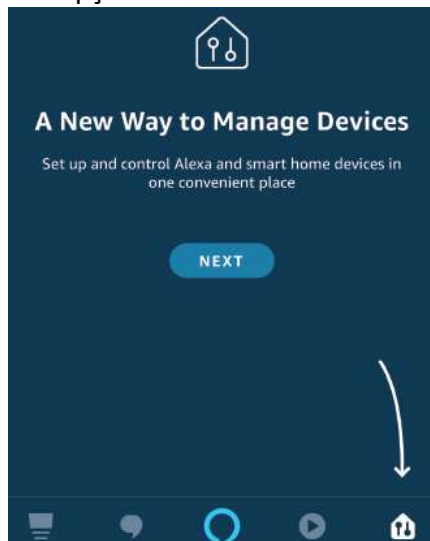 A New Way to Manage Devices
Set up and control Alexa and smart home devices in
one convenient place
NEXT